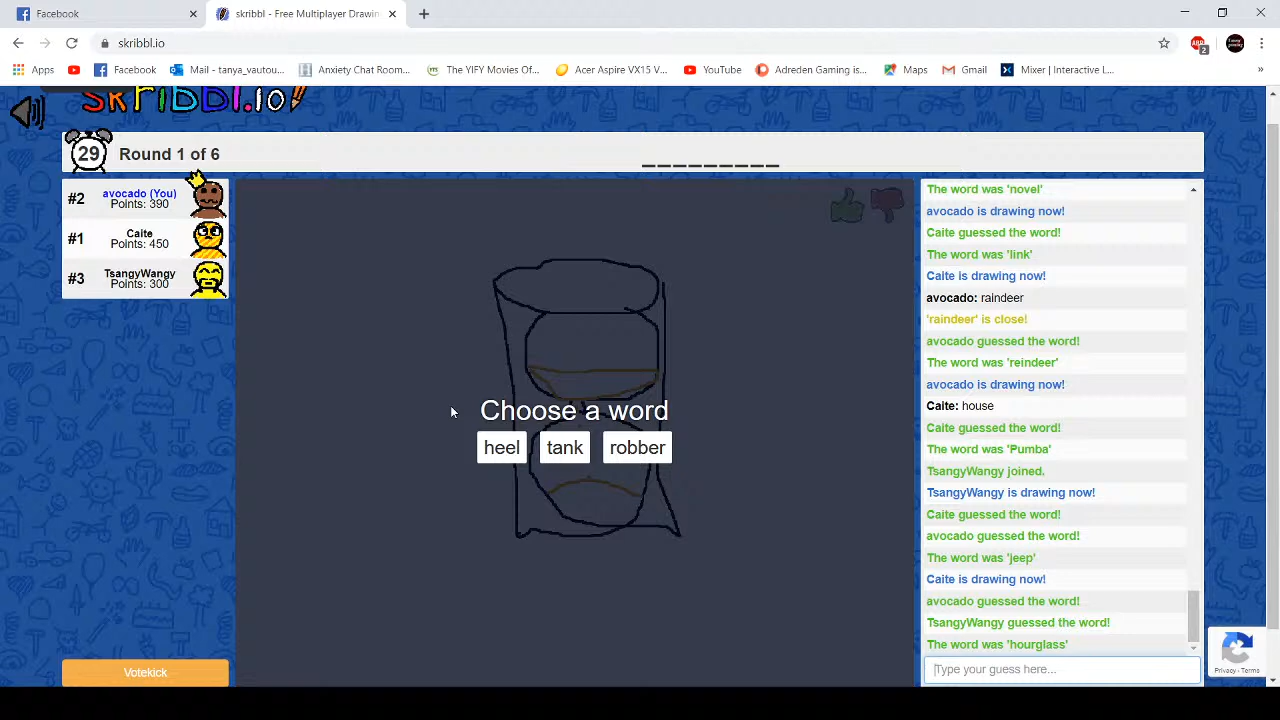 Facebook
skribbl - Free Multiplayer Drawin
skribbl.io
ABP
2
Apps
Facebook
Mail - tanya_vautou...
Anxiety Chat Room...
The YIFY Movies Of...
Acer Aspire VX15 V...
YouTube
Adreden Gaming is...
Maps
Gmail
Mixer | Interactive L...
»
skribbl.io
29
Round 1 of 6
_ _ _ _ _ _ _ _ _
#2
avocado (You)
Points: 390
#1
Caite
Points: 450
#3
TsangyWangy
Points: 300
Choose a word
heel
tank
robber
Votekick
The word was 'novel'
avocado is drawing now!
Caite guessed the word!
The word was 'link'
Caite is drawing now!
avocado: raindeer
'raindeer' is close!
avocado guessed the word!
The word was 'reindeer'
avocado is drawing now!
Caite: house
Caite guessed the word!
The word was 'Pumba'
TsangyWangy joined.
TsangyWangy is drawing now!
Caite guessed the word!
avocado guessed the word!
The word was 'jeep'
Caite is drawing now!
avocado guessed the word!
TsangyWangy guessed the word!
The word was 'hourglass'
Type your guess here...
Privacy - Terms